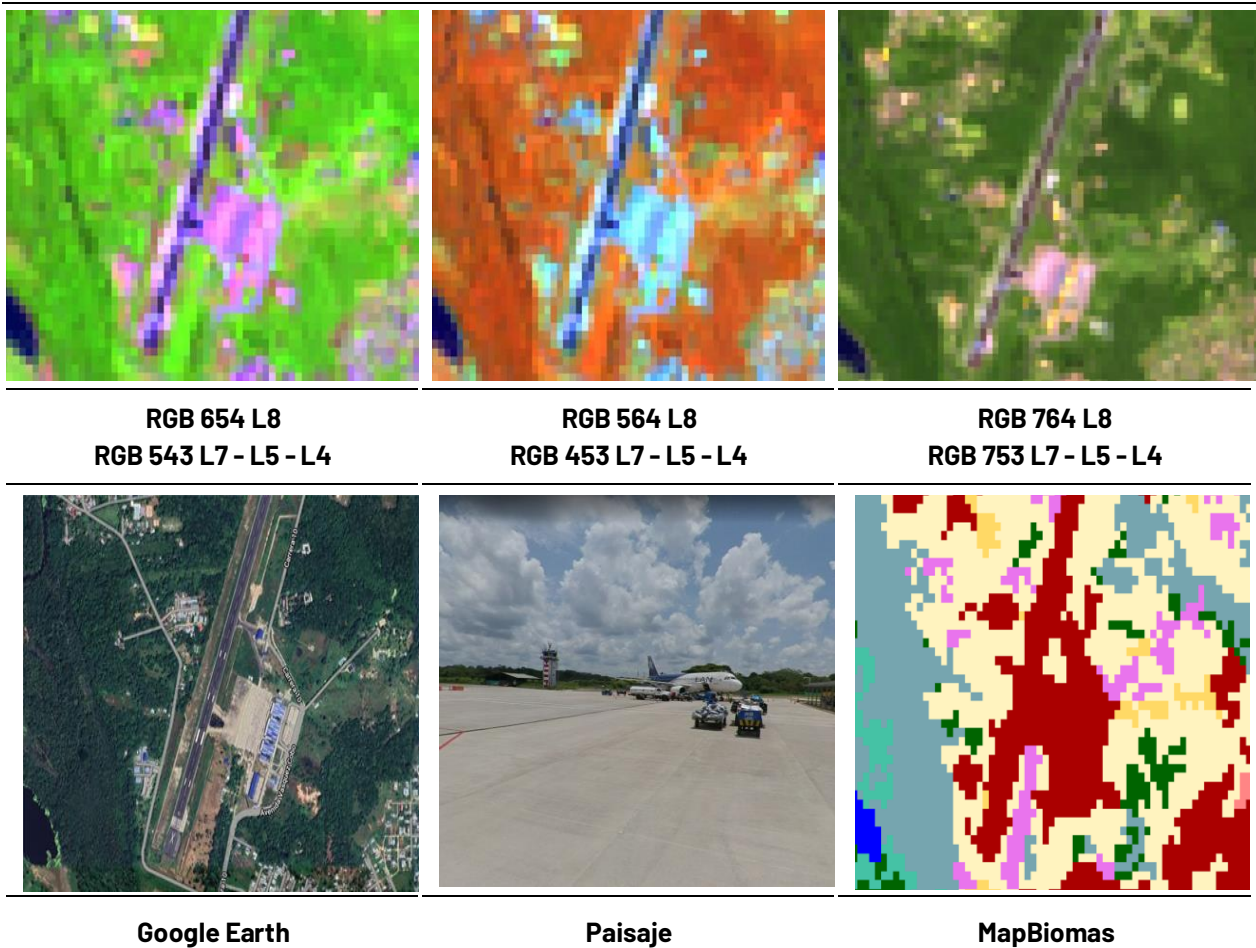 RGB 654 L8
RGB 543 L7 - L5 - L4
RGB 564 L8
RGB 453 L7 - L5 - L4
RGB 764 L8
RGB 753 L7 - L5 - L4
Google Earth
Paisaje
MapBiomas